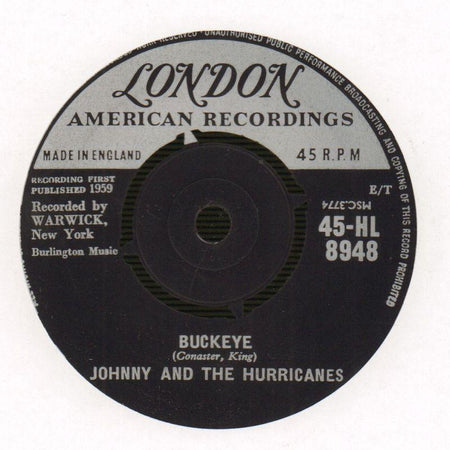 WORK RESERVED UNAUTHORISED PUBLIC PERFORMANCE BROADCASTING AND COPYING OF THIS RECORD PROHIBITED
LONDON
AMERICAN RECORDINGS
MADE IN ENGLAND
45 R.P.M
RECORDING FIRST
PUBLISHED 1959
E/T
Recorded by
WARWICK,
New York
Burlington Music
MSC.3774
45-HL
8948
BUCKEYE
(Conaster, King)
JOHNNY AND THE HURRICANES